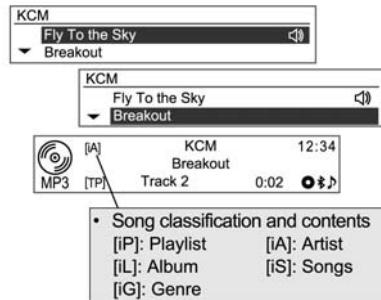 KCM
Fly To the Sky
Breakout
KCM
Fly To the Sky
Breakout
[iA] KCM 12:34
Breakout
MP3 [TP] Track 2 0:02
• Song classification and contents
[iP]: Playlist [iA]: Artist
[iL]: Album [iS]: Songs
[iG]: Genre